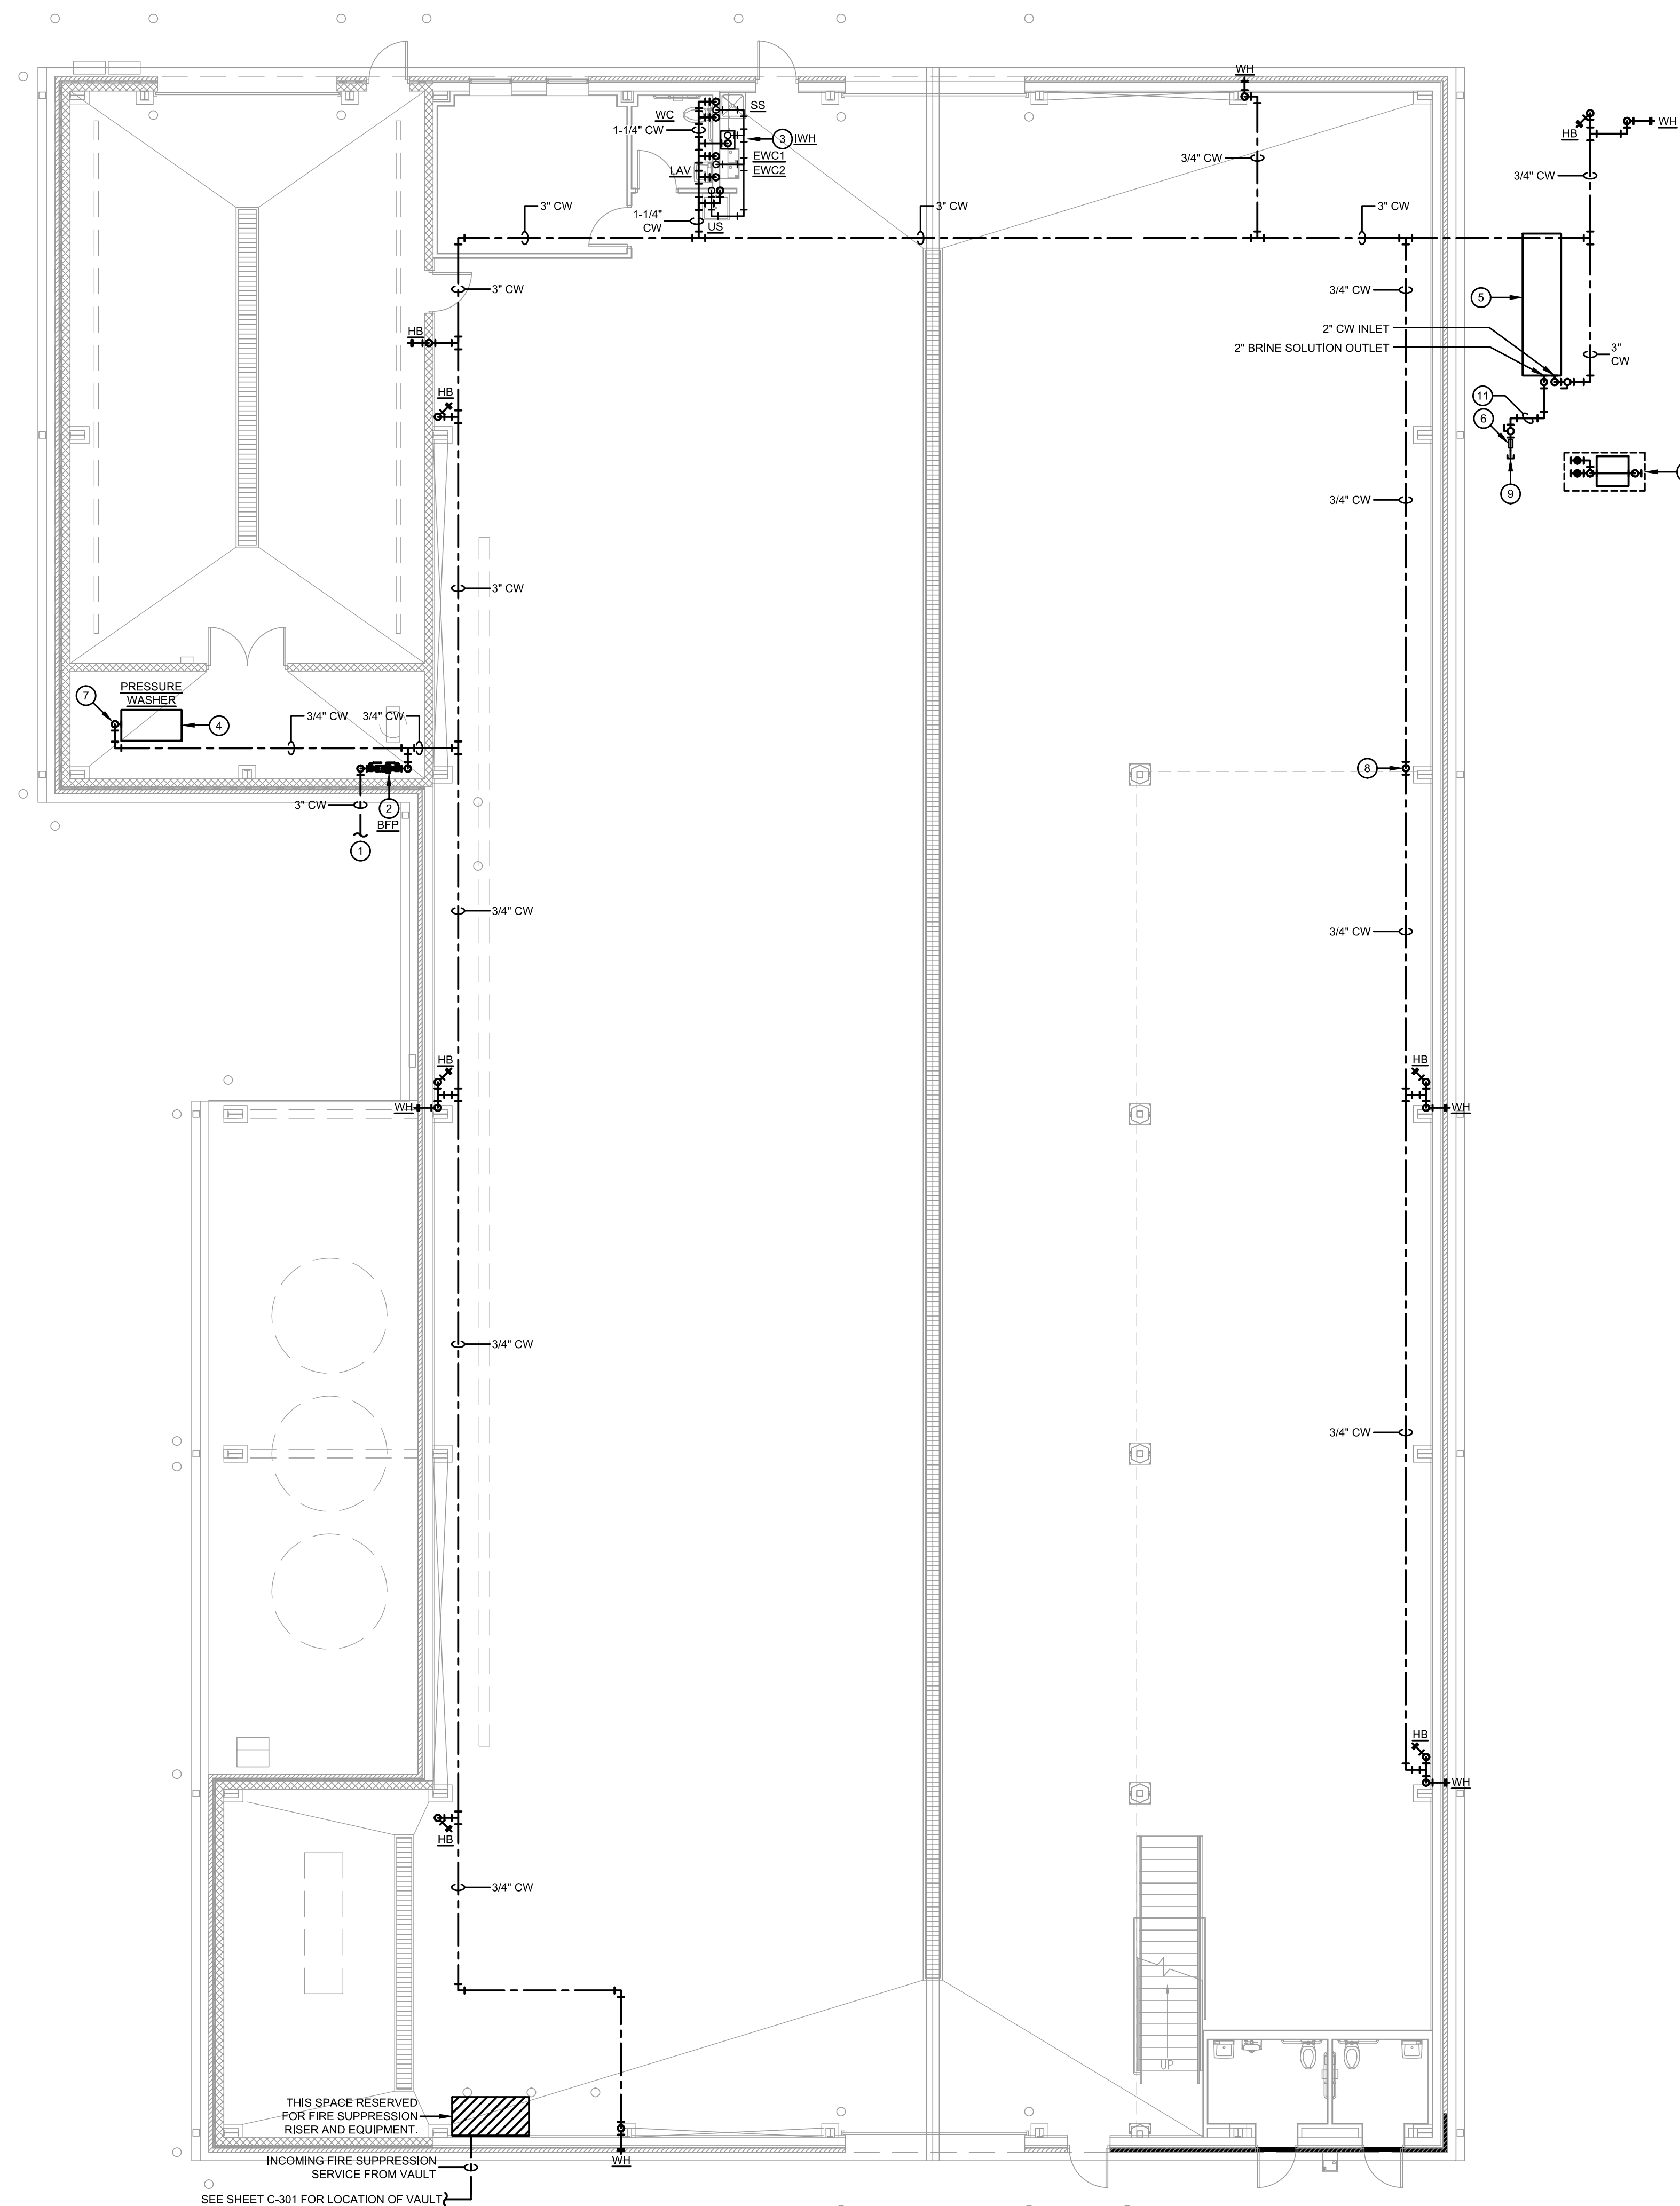 WH
WH
HB
WC
SS
1-1/4" CW
3
IWH
EWC1
EWC2
LAV
3/4" CW
3/4" CW
1-1/4"
CW
US
3" CW
3" CW
3" CW
3" CW
3/4" CW
5
2" CW INLET
2" BRINE SOLUTION OUTLET
3"
CW
HB
HB
11
6
9
3/4" CW
3" CW
PRESSURE
WASHER
7
4
3/4" CW
3/4" CW
8
3" CW
2
BFP
1
3/4" CW
3/4" CW
HB
WH
HB
WH
3/4" CW
3/4" CW
HB
WH
HB
3/4" CW
UP
THIS SPACE RESERVED
FOR FIRE SUPPRESSION
RISER AND EQUIPMENT.
WH
INCOMING FIRE SUPPRESSION
SERVICE FROM VAULT
SEE SHEET C-301 FOR LOCATION OF VAULT